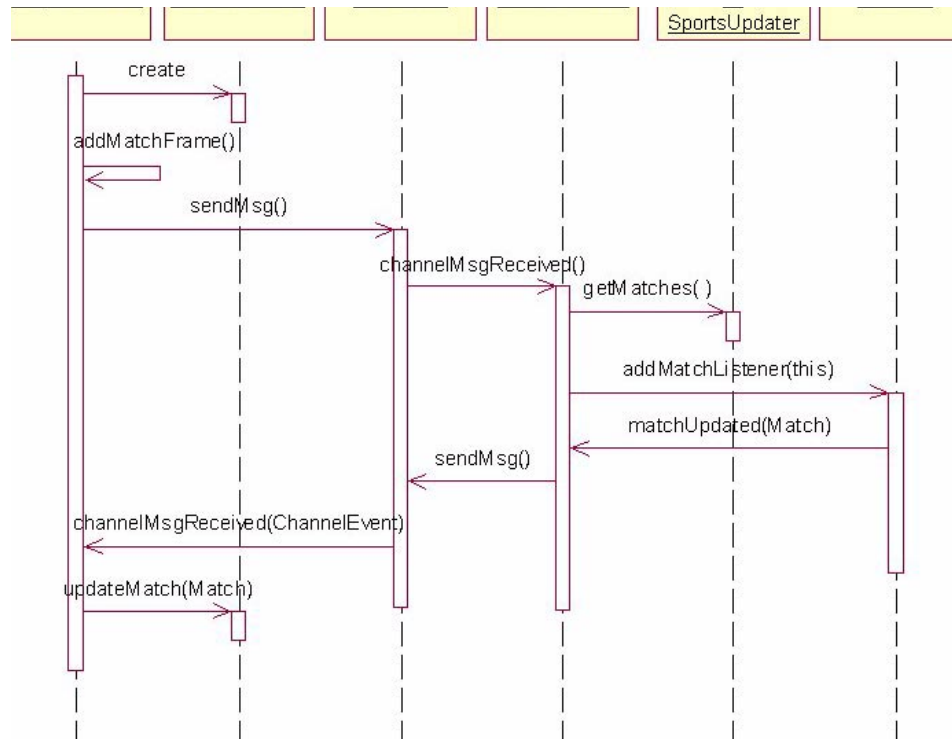 SportsUpdater
create
addMatchFrame()
sendMsg()
channelMsgReceived()
getMatches( )
addMatchListener(this)
matchUpdated(Match)
sendMsg()
channelMsgReceived(ChannelEvent)
updateMatch(Match)